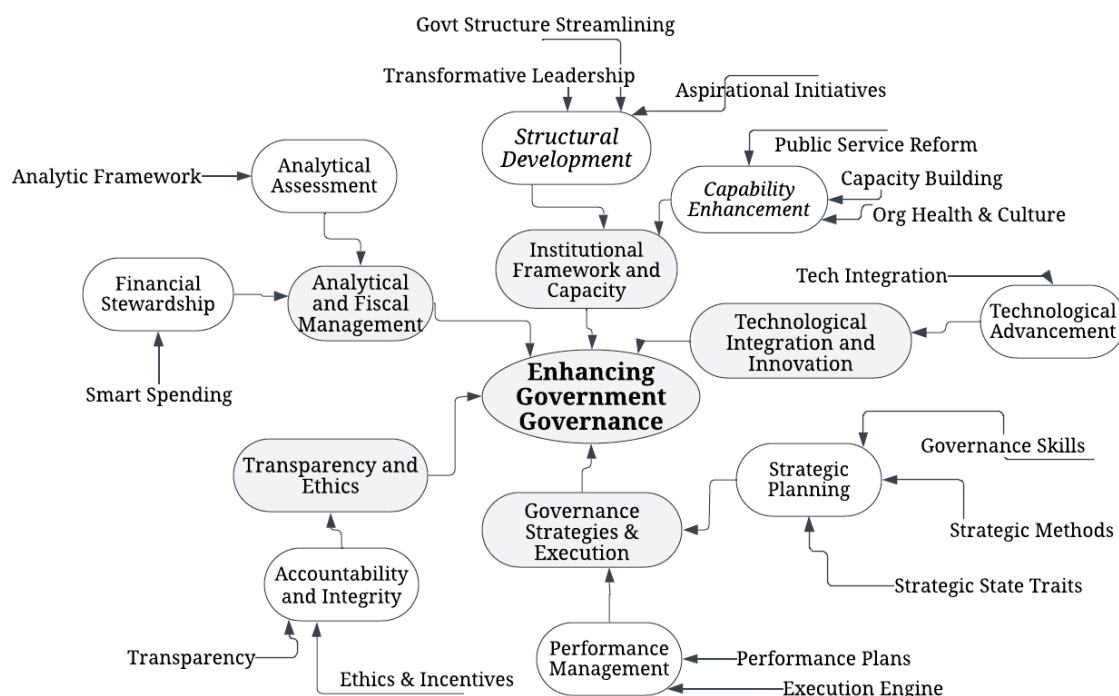 Govt Structure Streamlining
Transformative Leadership
Aspirational Initiatives
Structural
Development
Public Service Reform
Analytical
Assessment
Analytic Framework
Capability
Enhancement
Capacity Building
Org Health & Culture
Institutional
Framework and
Capacity
Tech Integration
Financial
Stewardship
Analytical
and Fiscal
Management
Technological
Integration and
Innovation
Technological
Advancement
Smart Spending
Enhancing
Government
Governance
Transparency and
Ethics
Governance
Strategies &
Execution
Strategic
Planning
Governance Skills
Strategic Methods
Strategic State Traits
Accountability
and Integrity
Transparency
Ethics & Incentives
Performance
Management
Performance Plans
Execution Engine